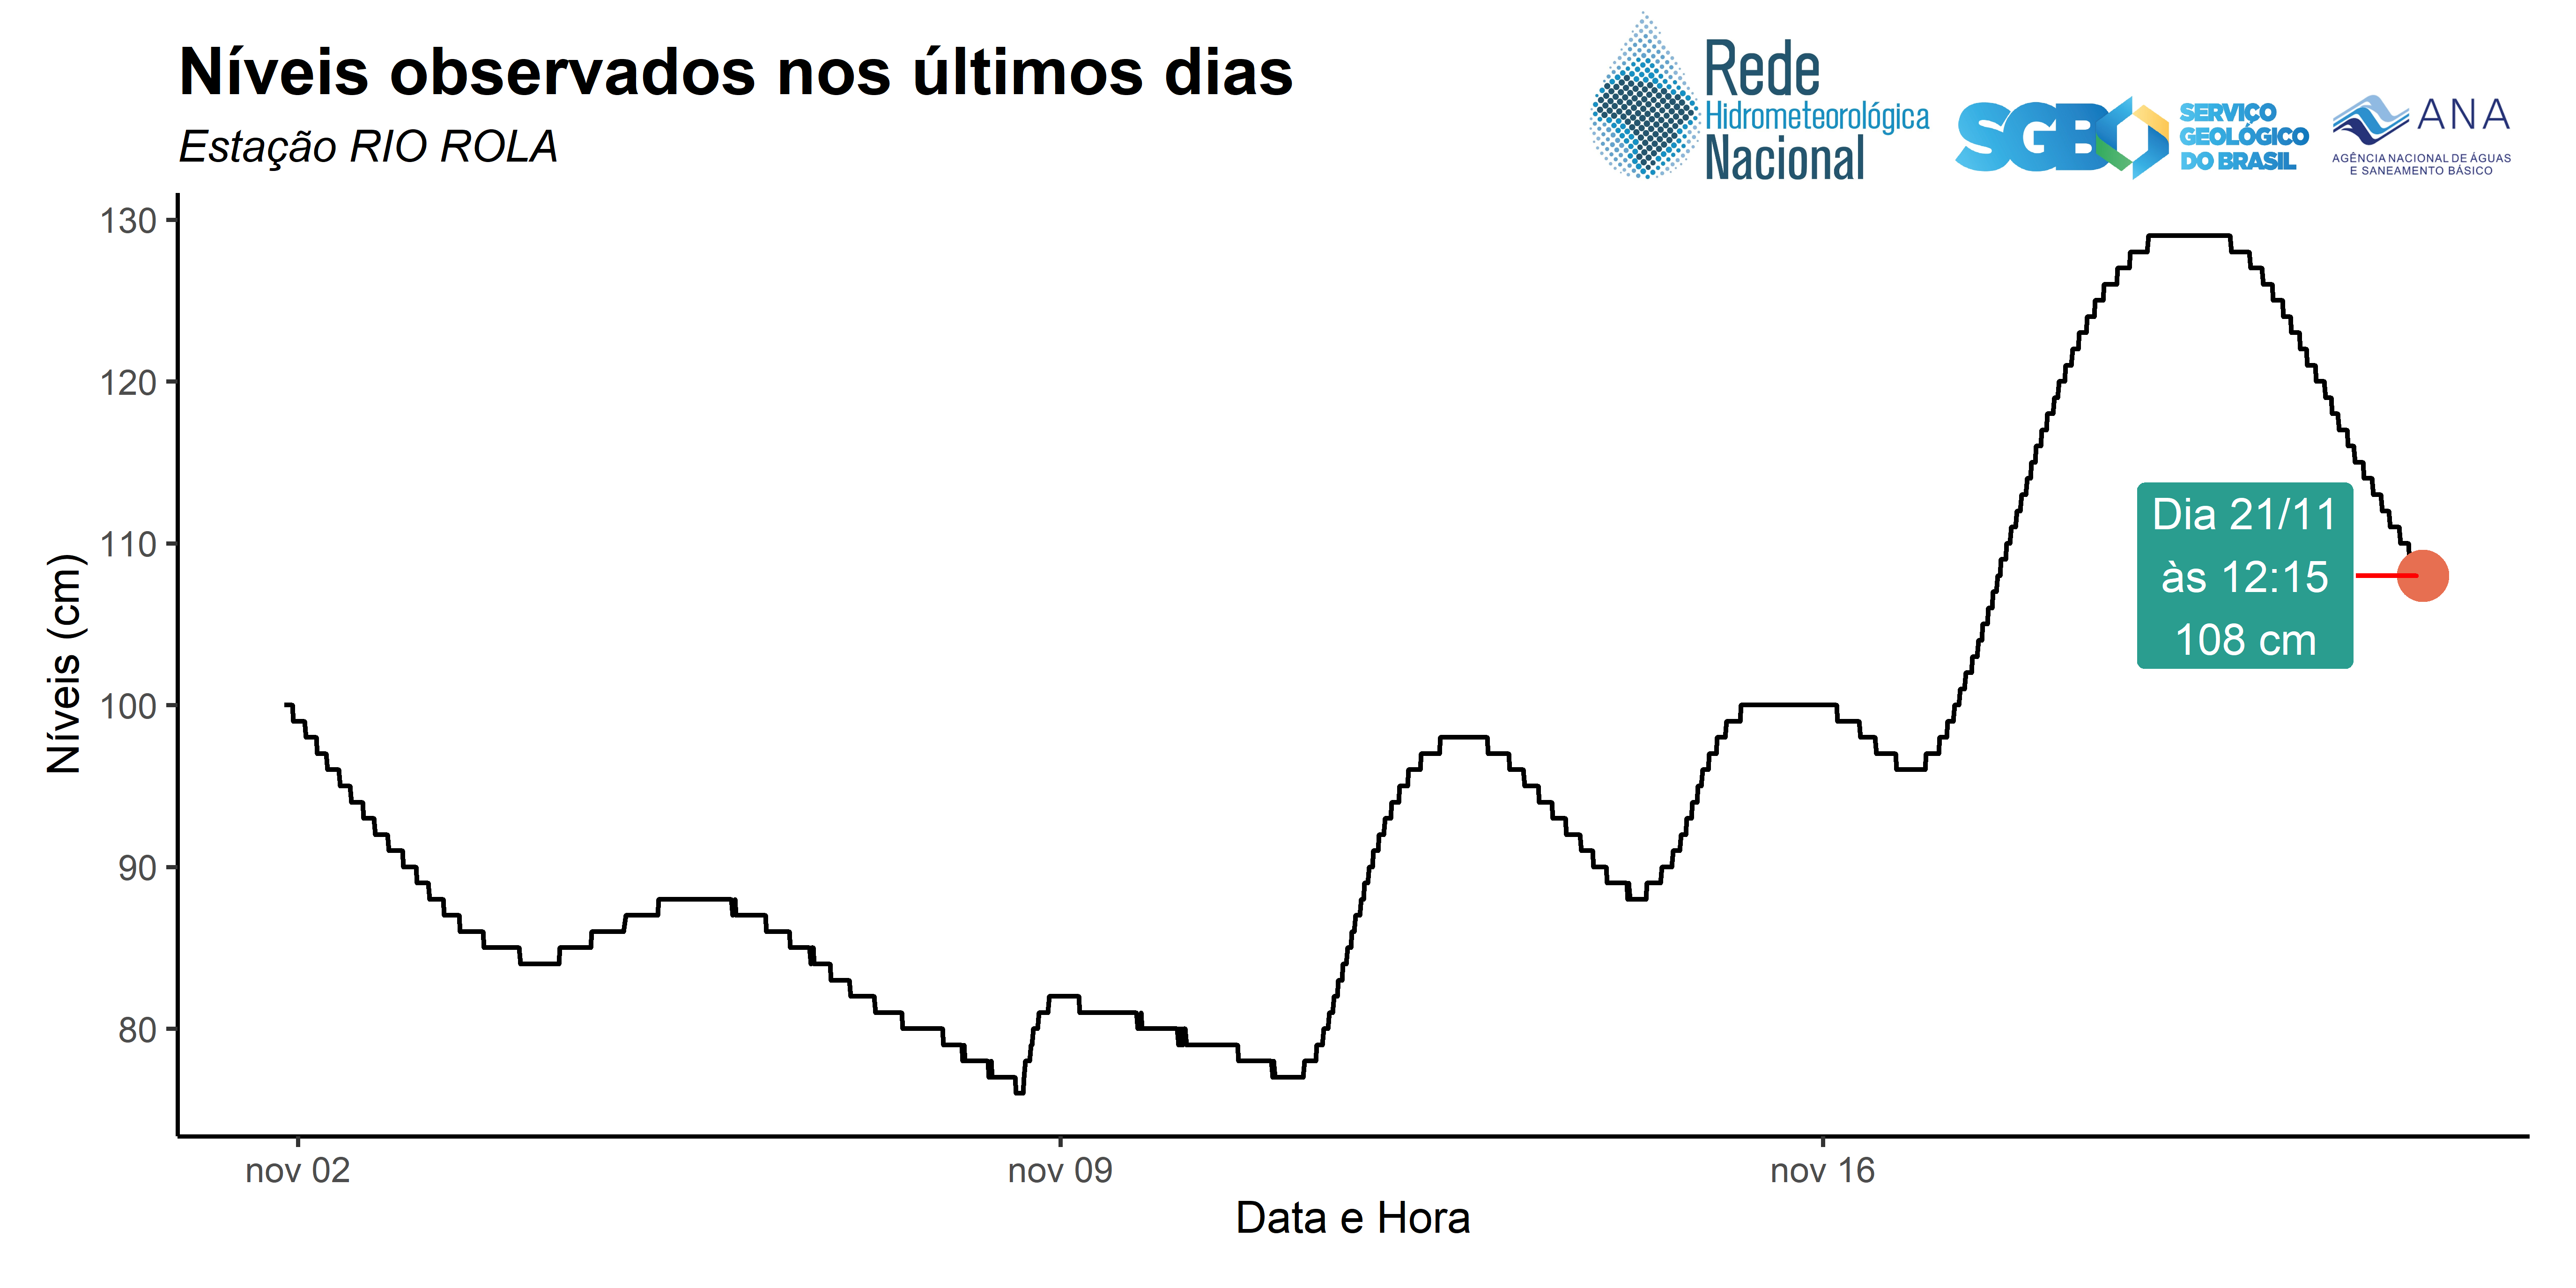 Níveis observados nos últimos dias
Estação RIO ROLA
Rede
Hidrometeorológica
Nacional
SGB
SERVIÇO
GEOLÓGICO
DO BRASIL
ANA
AGÊNCIA NACIONAL DE ÁGUAS
E SANEAMENTO BÁSICO
Níveis (cm)
130
120
110
100
90
80
Dia 21/11
às 12:15
108 cm
nov 02
nov 09
nov 16
Data e Hora